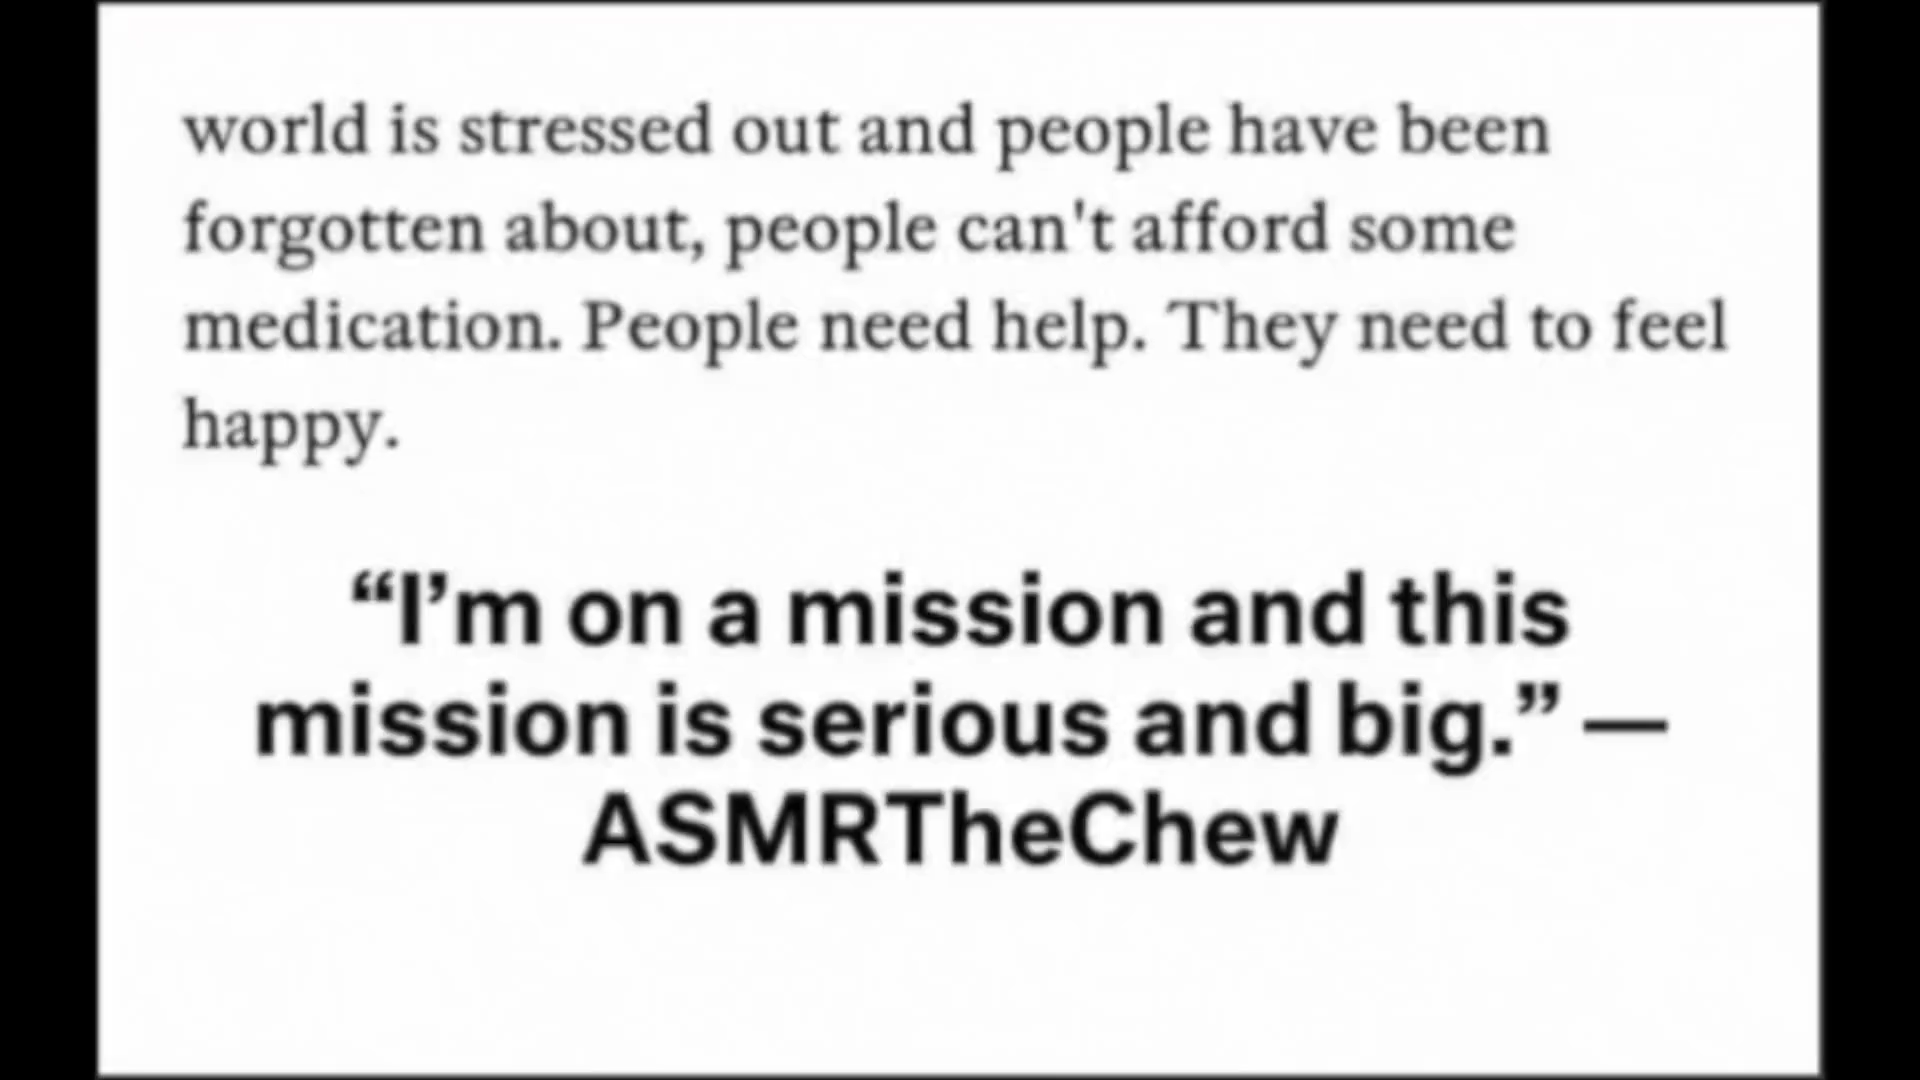 world is stressed out and people have been
forgotten about, people can't afford some
medication. People need help. They need to feel
happy.
“I’m on a mission and this
mission is serious and big.” —
ASMRTheChew